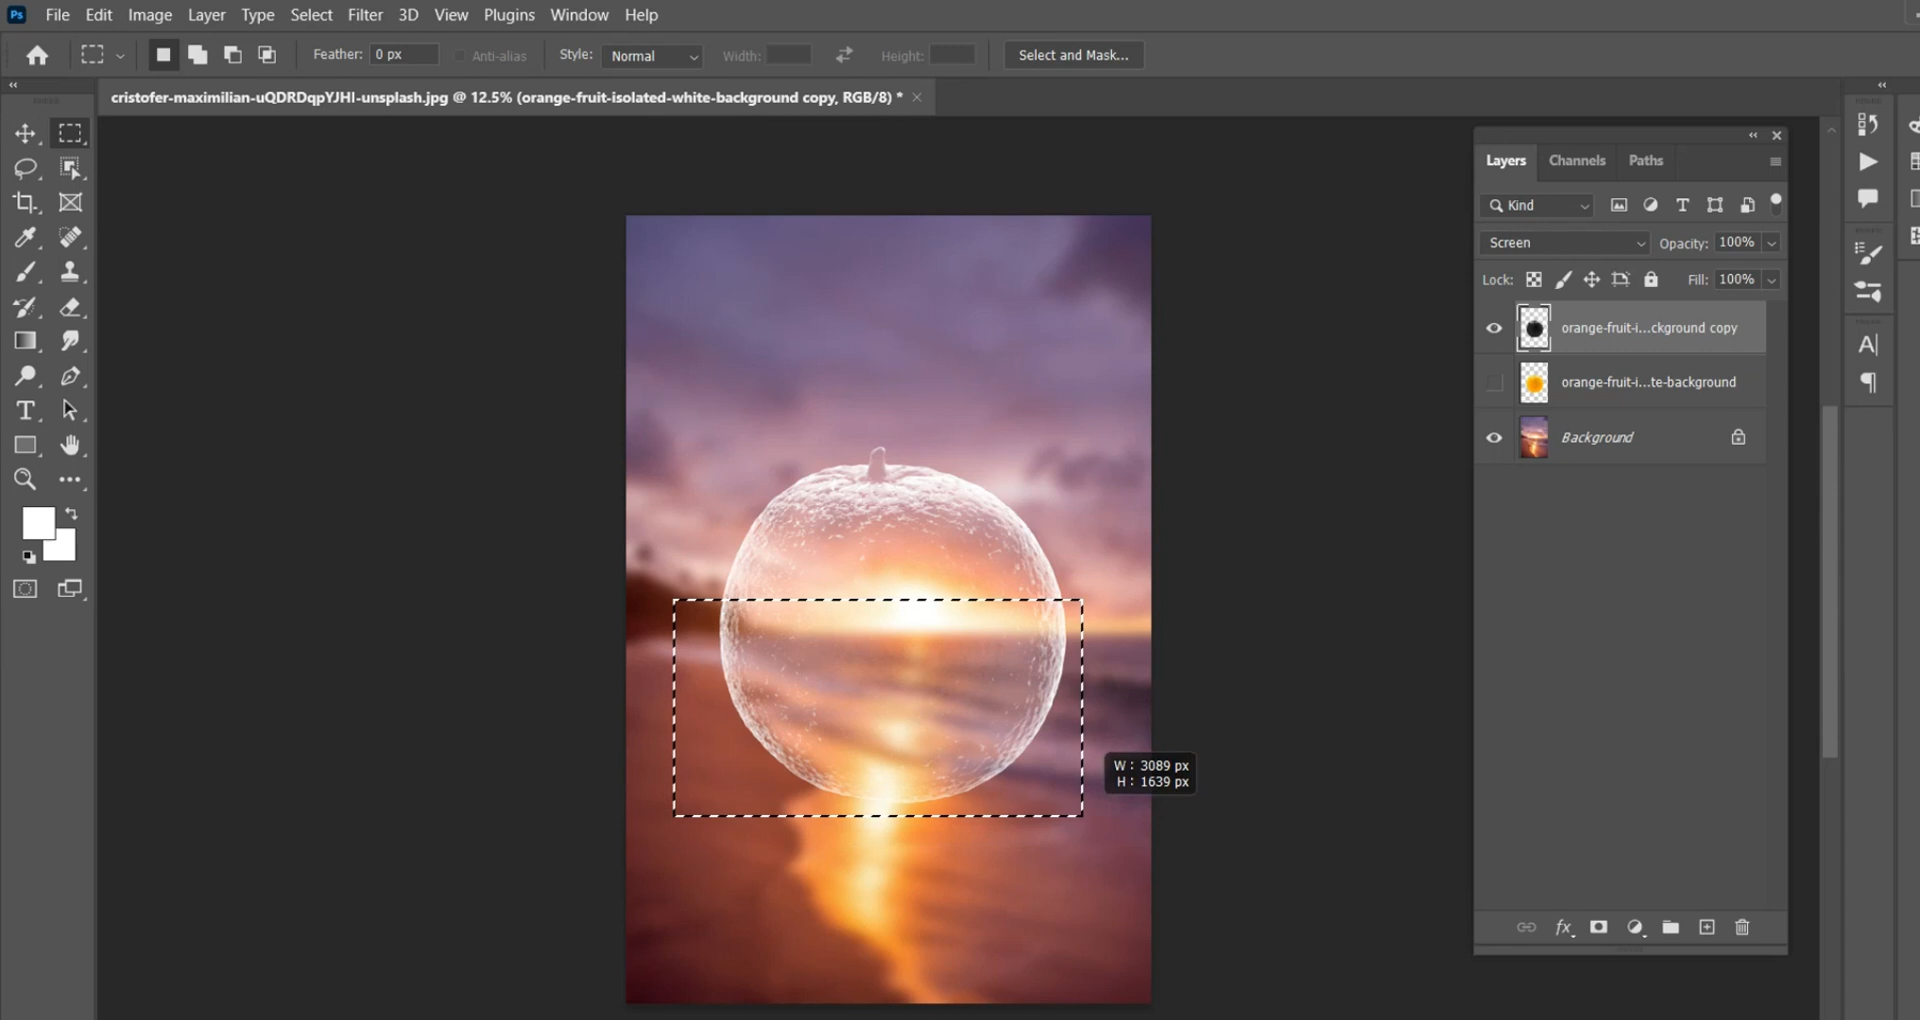 Ps File Edit Image Layer Type Select Filter 3D View Plugins Window Help
Feather: 0 px Anti-alias Style: Normal Width: Height: Select and Mask...
cristofer-maximilian-uQDRDqpYJHI-unsplash.jpg @ 12.5% (orange-fruit-isolated-white-background copy, RGB/8) *
Layers Channels Paths
Kind
Screen Opacity: 100%
Lock: Fill: 100%
orange-fruit-i...ckground copy
orange-fruit-i...te-background
Background
W: 3089 px
H: 1639 px